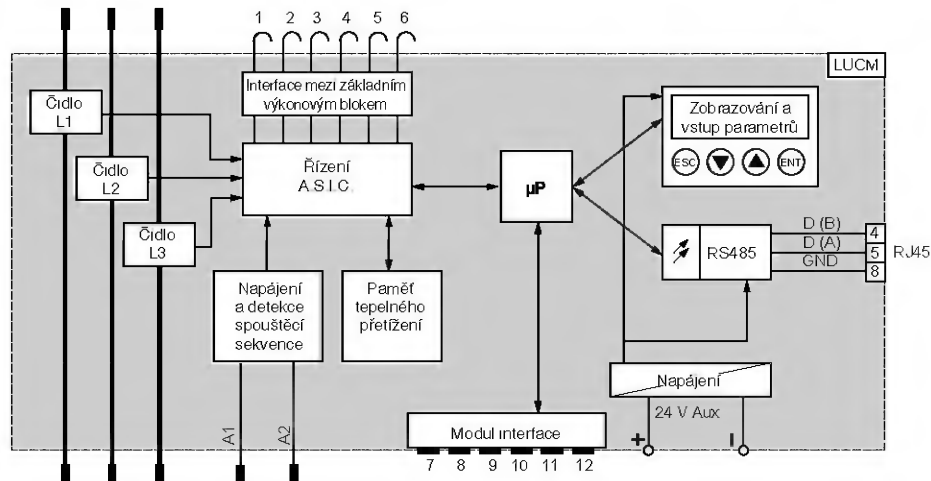 1 2 3 4 5 6
LUCM
Interface mezi základním
výkonovým blokem
Čidlo
L1
Čidlo
L2
Čidlo
L3
Řízení
A.S.I.C.
µP
Zobrazování a
vstup parametrů
ESC
ENT
RS485
D (B)
D (A)
GND
4
5
8
RJ45
Napájení
a detekce
spouštěcí
sekvence
Paměť
tepelného
přetížení
Napájení
24 V Aux
+
–
A1
A2
Modul interface
7 8 9 10 11 12